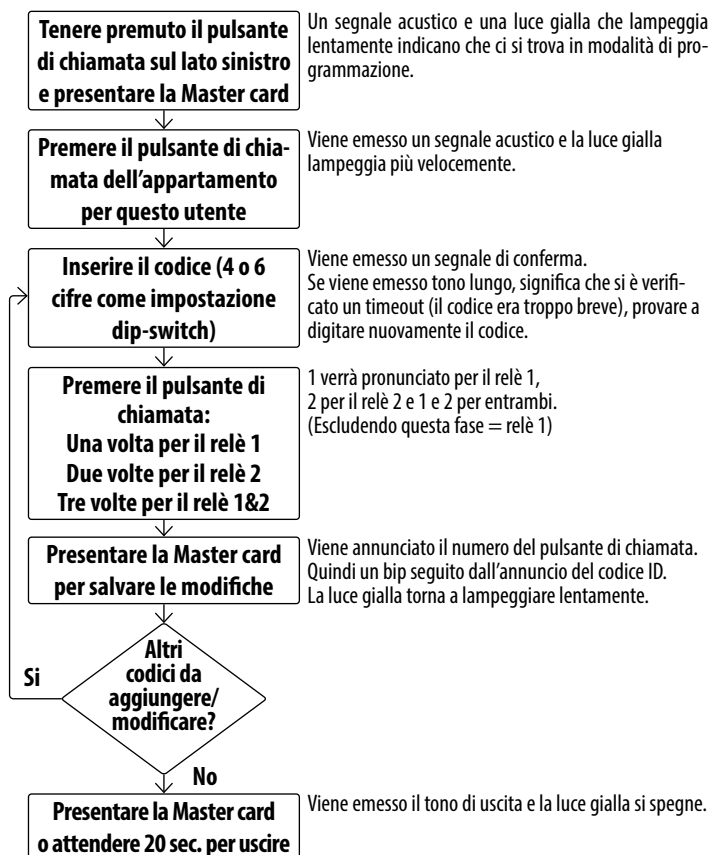 Tenere premuto il pulsante
di chiamata sul lato sinistro
e presentare la Master card
Un segnale acustico e una luce gialla che lampeggia
lentamente indicano che ci si trova in modalità di pro-
grammazione.
Premere il pulsante di chia-
mata dell'appartamento
per questo utente
Viene emesso un segnale acustico e la luce gialla
lampeggia più velocemente.
Inserire il codice (4 o 6
cifre come impostazione
dip-switch)
Viene emesso un segnale di conferma.
Se viene emesso tono lungo, significa che si è verifi-
cato un timeout (il codice era troppo breve), provare a
digitare nuovamente il codice.
Premere il pulsante di
chiamata:
Una volta per il relè 1
Due volte per il relè 2
Tre volte per il relè 1&2
1 verrà pronunciato per il relè 1,
2 per il relè 2 e 1 e 2 per entrambi.
(Escludendo questa fase = relè 1)
Presentare la Master card
per salvare le modifiche
Viene annunciato il numero del pulsante di chiamata.
Quindi un bip seguito dall'annuncio del codice ID.
La luce gialla torna a lampeggiare lentamente.
Altri
codici da
aggiungere/
modificare?
Si
No
Presentare la Master card
o attendere 20 sec. per uscire
Viene emesso il tono di uscita e la luce gialla si spegne.